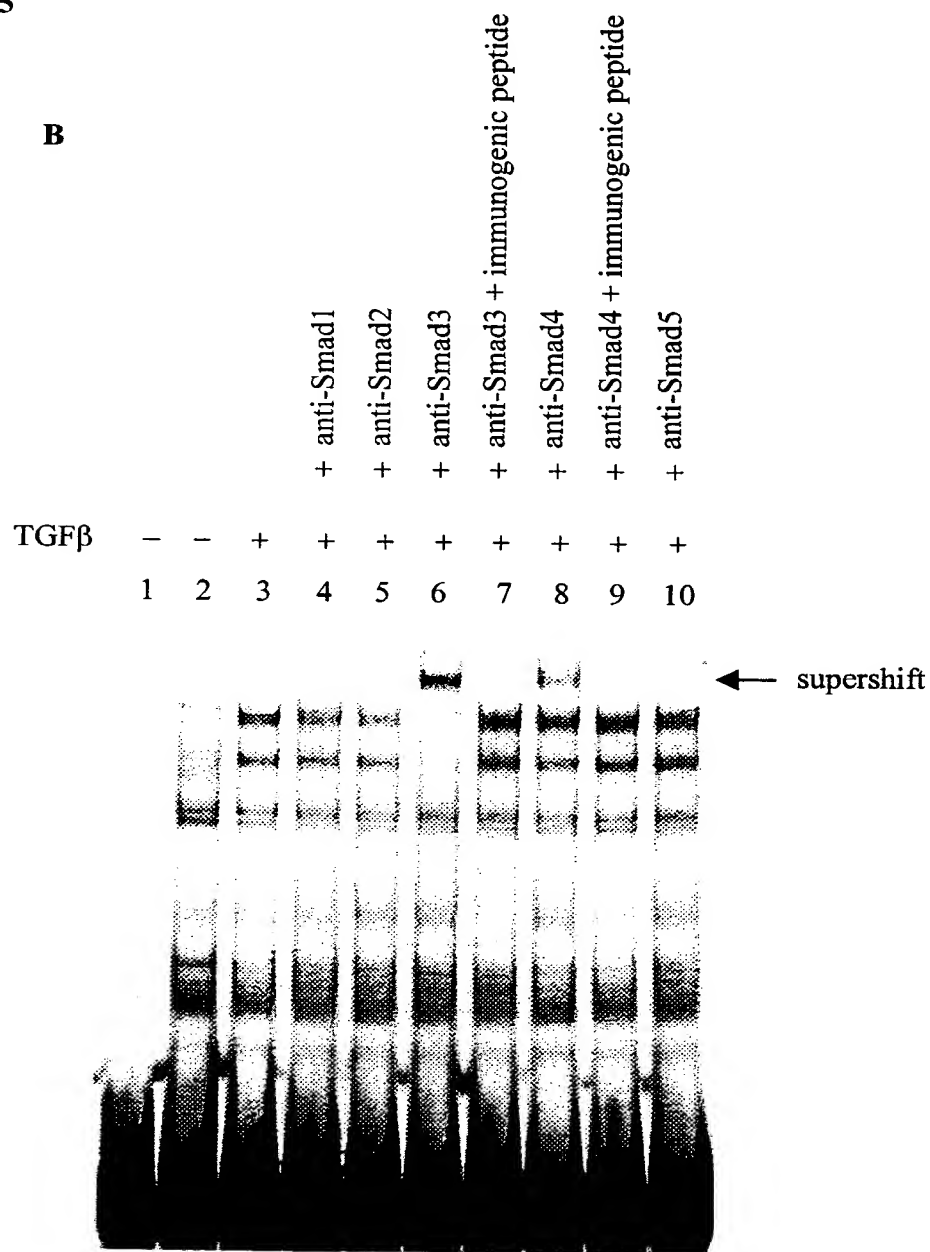 B
+ anti-Smad1
+ anti-Smad2
+ anti-Smad3
+ anti-Smad3 + immunogenic peptide
+ anti-Smad4
+ anti-Smad4 + immunogenic peptide
+ anti-Smad5
TGFβ − − + + + + + + + +
1 2 3 4 5 6 7 8 9 10
supershift